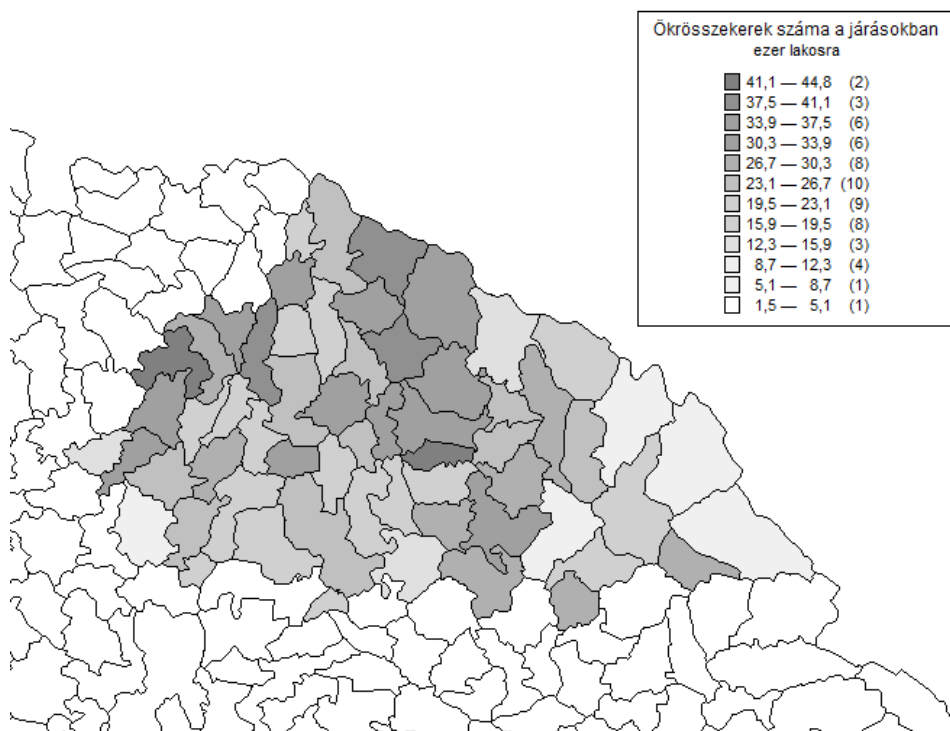 Ökrösszekerek száma a járásokban
ezer lakosra
41,1 — 44,8 (2)
37,5 — 41,1 (3)
33,9 — 37,5 (6)
30,3 — 33,9 (6)
26,7 — 30,3 (8)
23,1 — 26,7 (10)
19,5 — 23,1 (9)
15,9 — 19,5 (8)
12,3 — 15,9 (3)
8,7 — 12,3 (4)
5,1 — 8,7 (1)
1,5 — 5,1 (1)